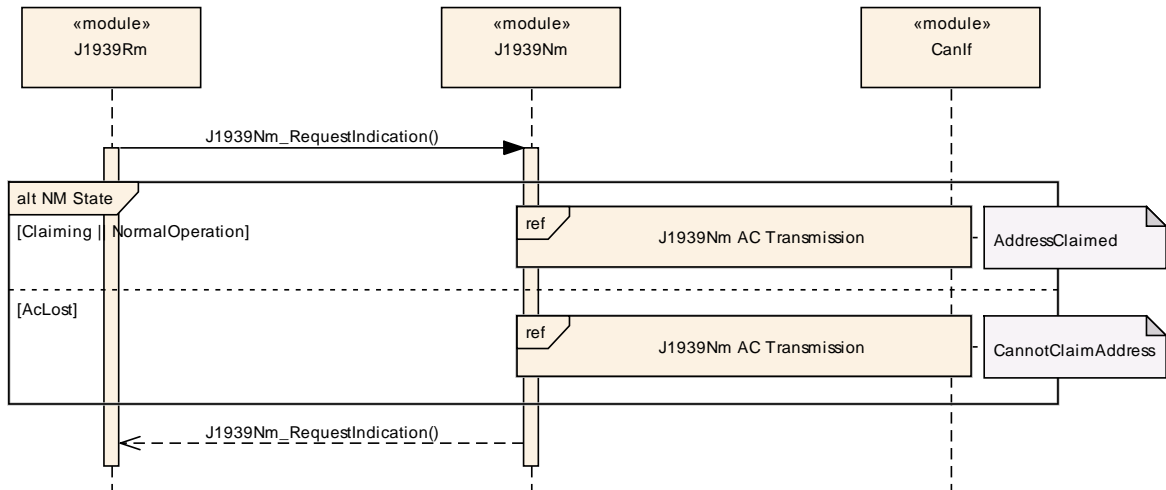 «module»
J1939Rm
«module»
J1939Nm
«module»
CanIf
J1939Nm_RequestIndication()
alt NM State
[Claiming || NormalOperation]
ref
J1939Nm AC Transmission
AddressClaimed
[AcLost]
ref
J1939Nm AC Transmission
CannotClaimAddress
J1939Nm_RequestIndication()